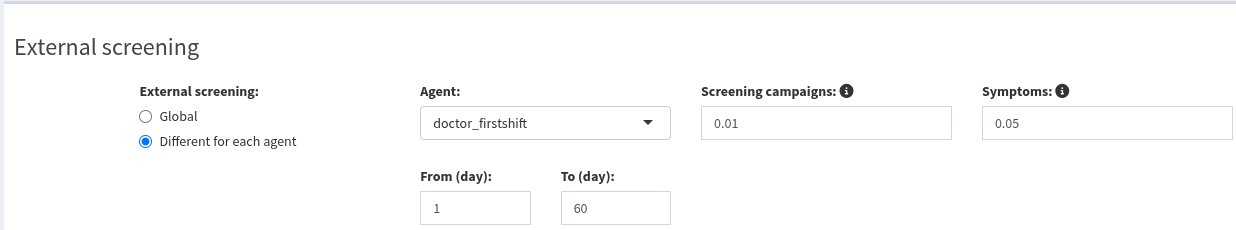 External screening
External screening:
Global
Different for each agent
Agent:
doctor_firstshift
Screening campaigns:
0.01
Symptoms:
0.05
From (day):
1
To (day):
60